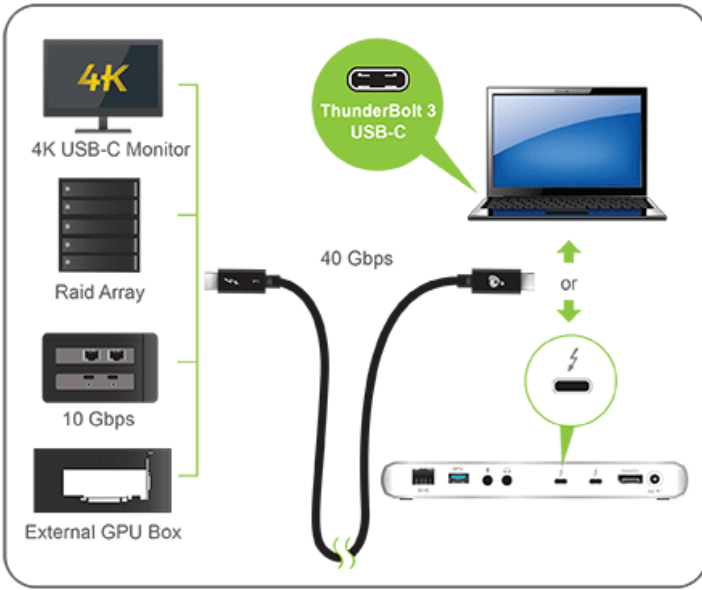 4K
4K USB-C Monitor
Raid Array
10 Gbps
External GPU Box
40 Gbps
ThunderBolt 3
USB-C
or